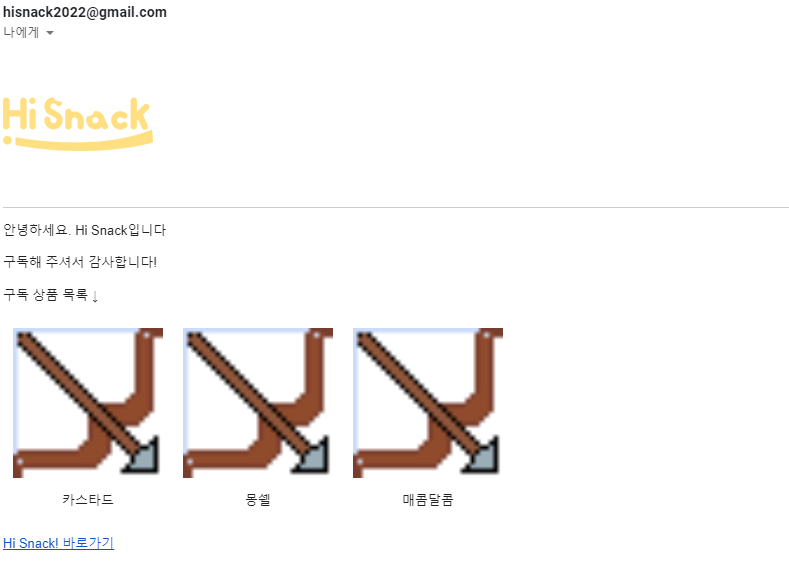 hisnack2022@gmail.com
나에게
Hi Snack
안녕하세요. Hi Snack입니다
구독해 주셔서 감사합니다!
구독 상품 목록 ↓
카스타드 몽쉘 매콤달콤
Hi Snack! 바로가기